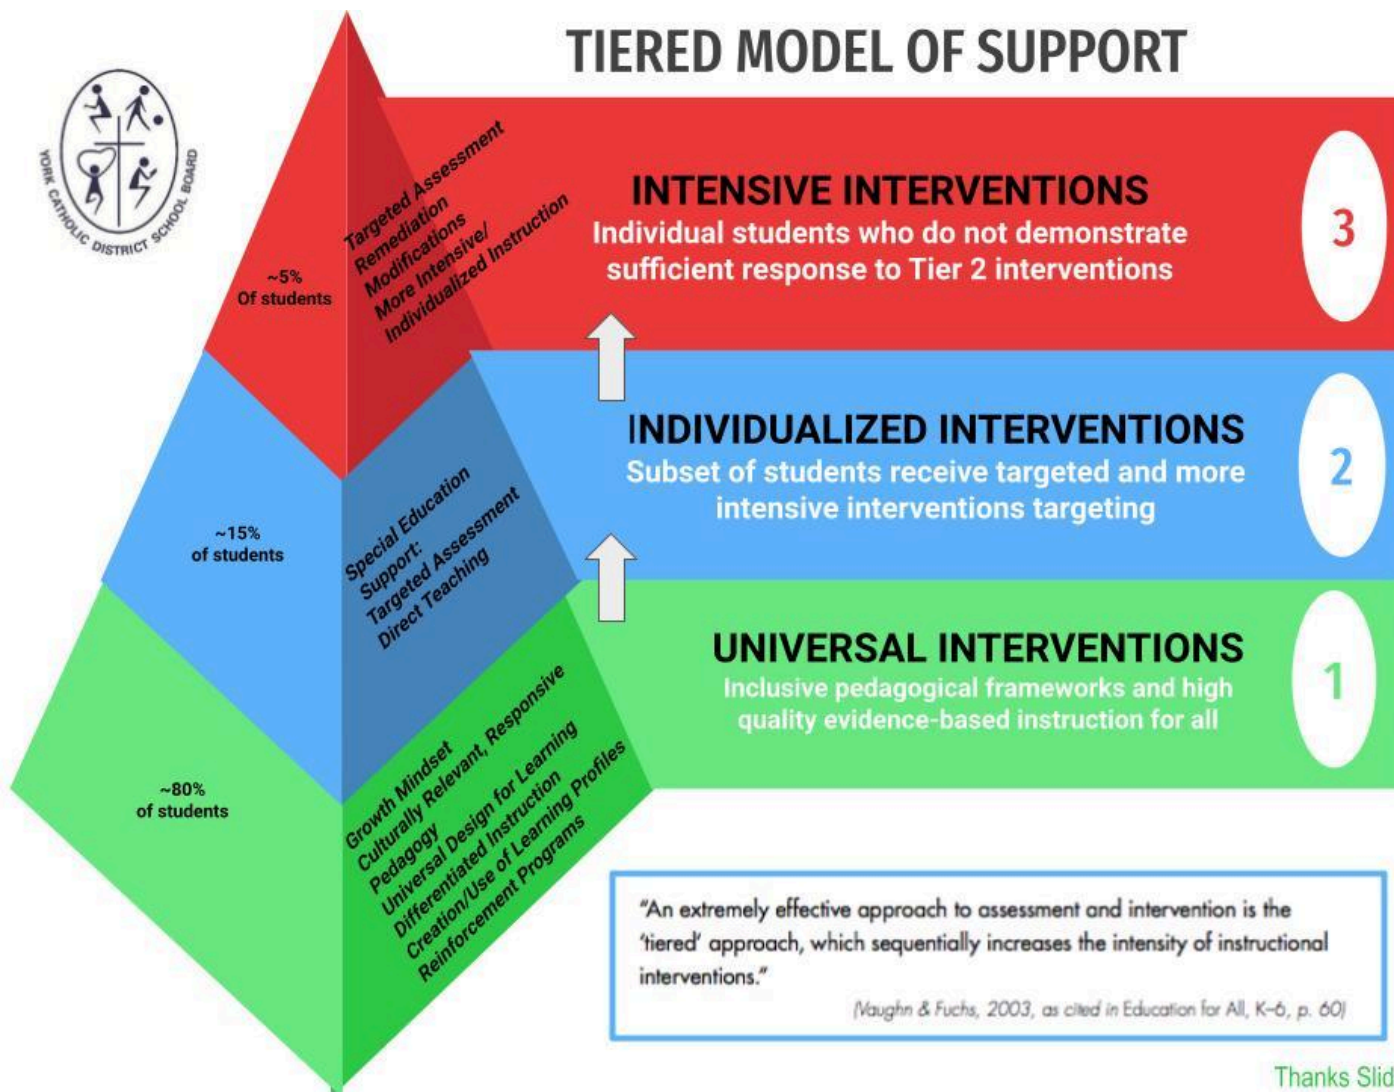 TIERED MODEL OF SUPPORT
YORK CATHOLIC DISTRICT SCHOOL BOARD
~5%
Of students
Targeted Assessment
Remediation
Modifications
More Intensive/
Individualized Instruction
INTENSIVE INTERVENTIONS
Individual students who do not demonstrate
sufficient response to Tier 2 interventions
3
~15%
of students
Special Education
Support:
Targeted Assessment
Direct Teaching
INDIVIDUALIZED INTERVENTIONS
Subset of students receive targeted and more
intensive interventions targeting
2
~80%
of students
Growth Mindset
Culturally Relevant, Responsive
Pedagogy
Universal Design for Learning
Differentiated Instruction
Creation/Use of Learning Profiles
Reinforcement Programs
UNIVERSAL INTERVENTIONS
Inclusive pedagogical frameworks and high
quality evidence-based instruction for all
1
"An extremely effective approach to assessment and intervention is the
'tiered' approach, which sequentially increases the intensity of instructional
interventions."
(Vaughn & Fuchs, 2003, as cited in Education for All, K–6, p. 60)
Thanks Slid